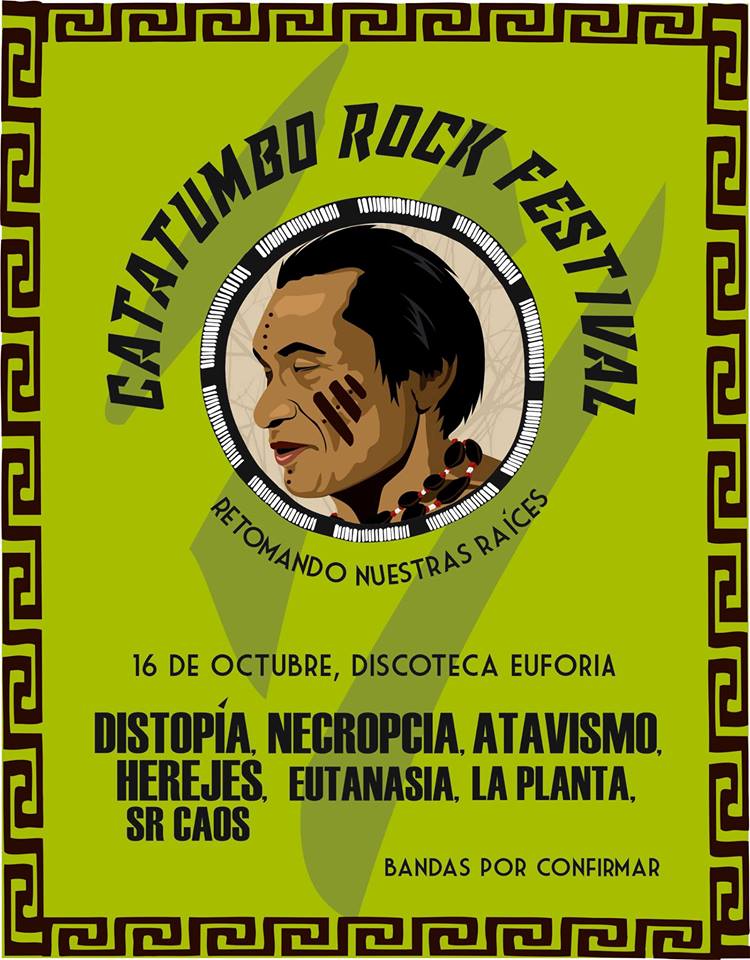 CATATUMBO ROCK FESTIVAL
RETOMANDO NUESTRAS RAÍCES
16 DE OCTUBRE, DISCOTECA EUFORIA
DISTOPÍA, NECROPCIA, ATAVISMO,
HEREJES, EUTANASIA, LA PLANTA,
SR CAOS
BANDAS POR CONFIRMAR